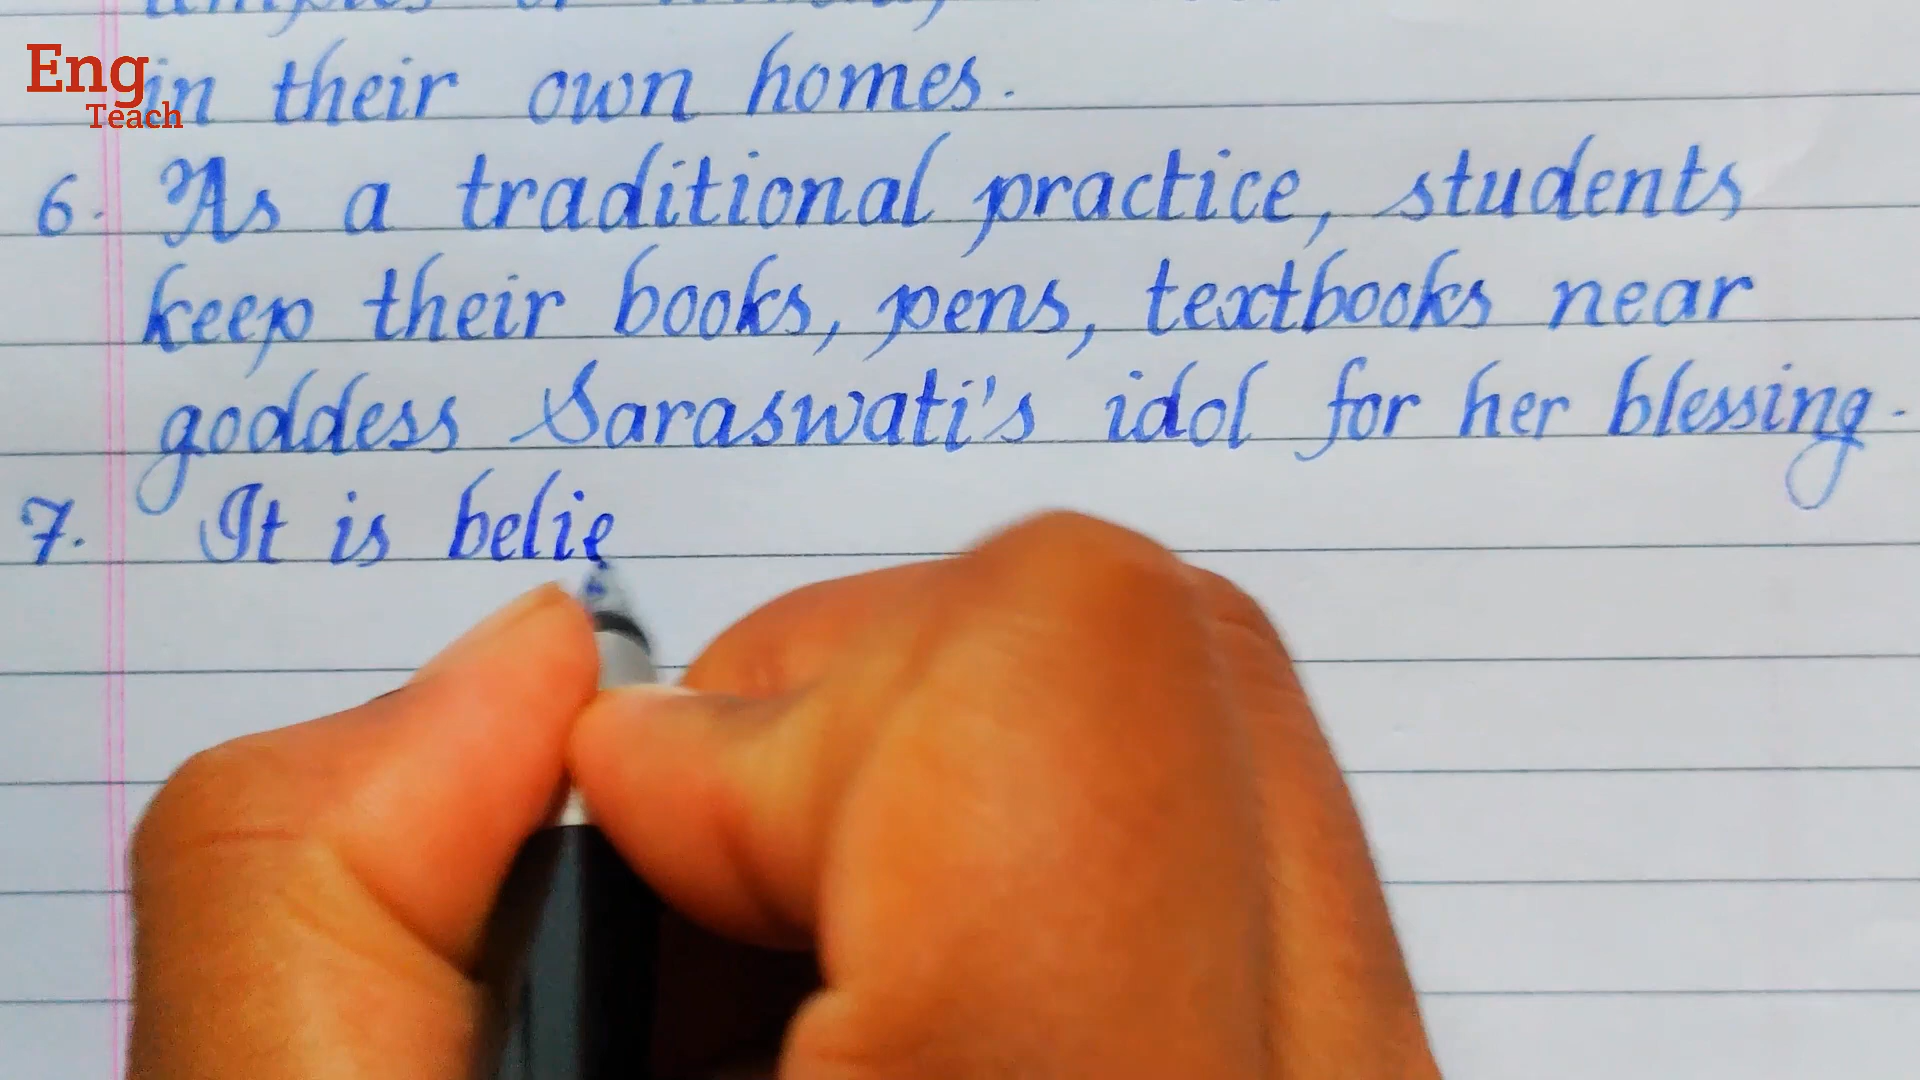 Eng
Teach
in their own homes.
6. As a traditional practice, students
keep their books, pens, textbooks near
goddess Saraswati's idol for her blessing.
7. It is belie